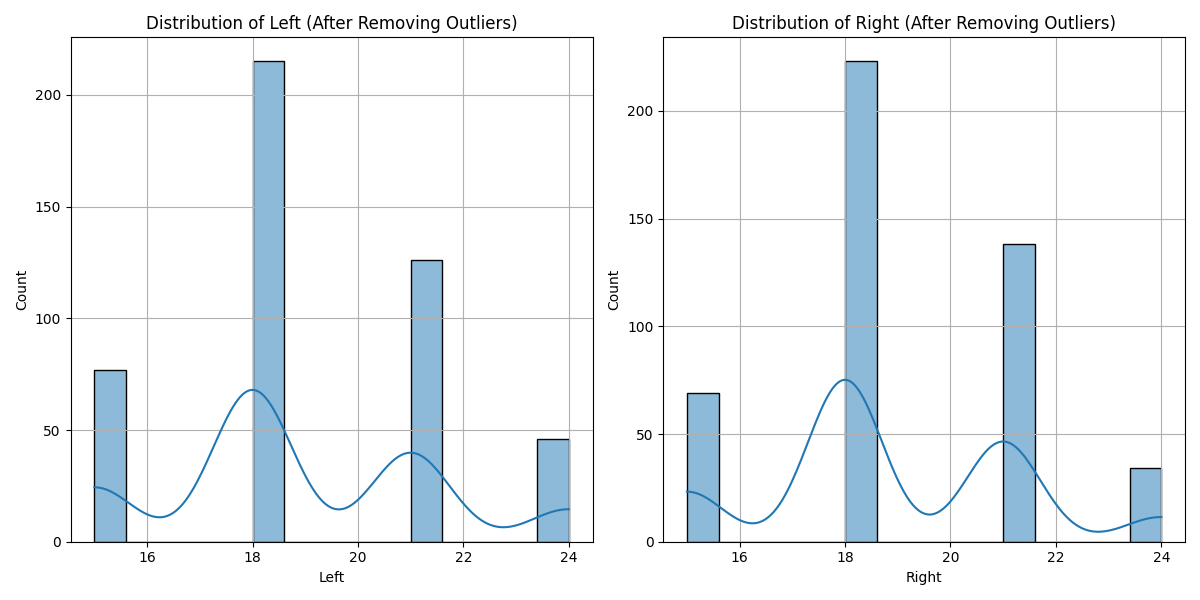 Distribution of Left (After Removing Outliers)
Count
200
150
100
50
0
16 18 20 22 24
Left
Distribution of Right (After Removing Outliers)
Count
200
150
100
50
0
16 18 20 22 24
Right